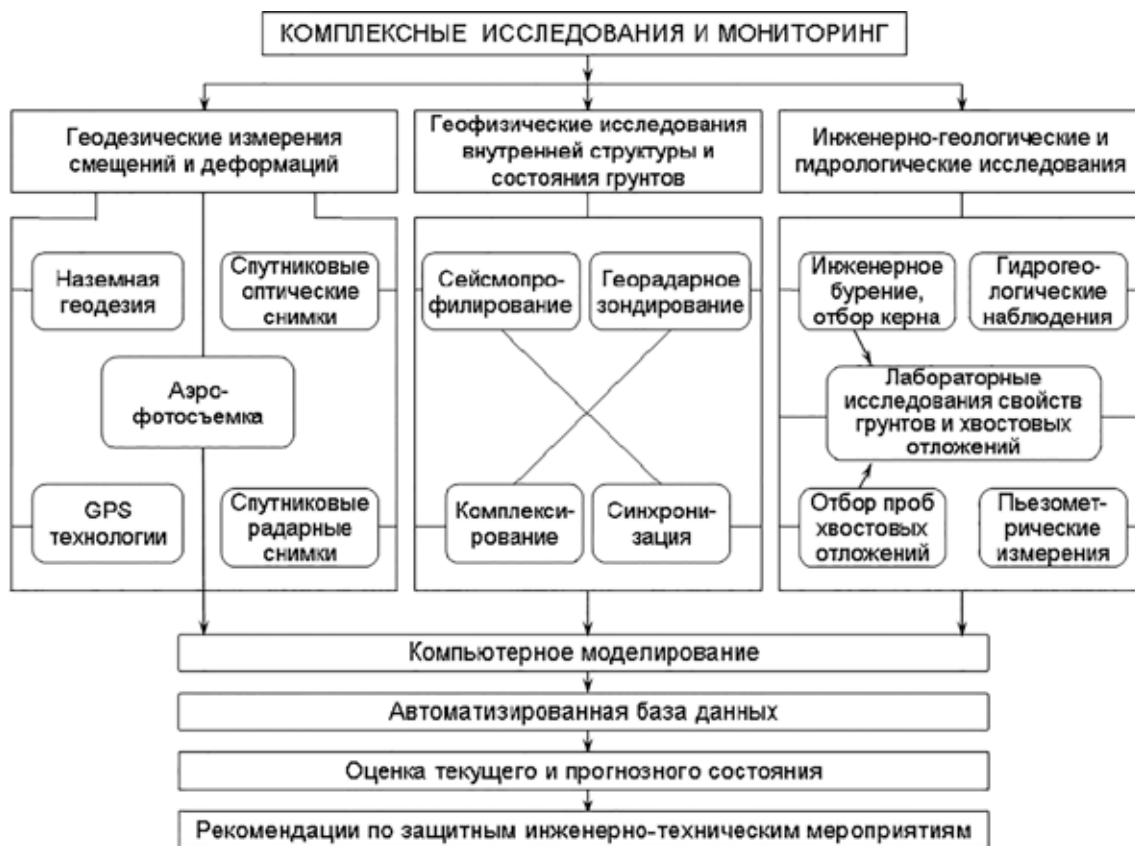 КОМПЛЕКСНЫЕ ИССЛЕДОВАНИЯ И МОНИТОРИНГ
Геодезические измерения
смещений и деформаций
Геофизические исследования
внутренней структуры и
состояния грунтов
Инженерно-геологические и
гидрологические исследования
Наземная
геодезия
Спутниковые
оптические
снимки
Аэро-
фотосъемка
GPS
технологии
Спутниковые
радарные
снимки
Сейсмопро-
филирование
Георадарное
зондирование
Комплекси-
рование
Синхрони-
зация
Инженерное
бурение,
отбор керна
Гидрогео-
логические
наблюдения
Лабораторные
исследования свойств
грунтов и хвостовых
отложений
Отбор проб
хвостовых
отложений
Пьезомет-
рические
измерения
Компьютерное моделирование
Автоматизированная база данных
Оценка текущего и прогнозного состояния
Рекомендации по защитным инженерно-техническим мероприятиям